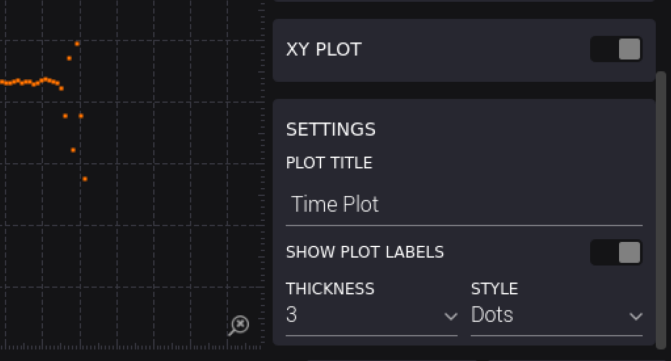 XY PLOT
SETTINGS
PLOT TITLE
Time Plot
SHOW PLOT LABELS
THICKNESS STYLE
3 Dots